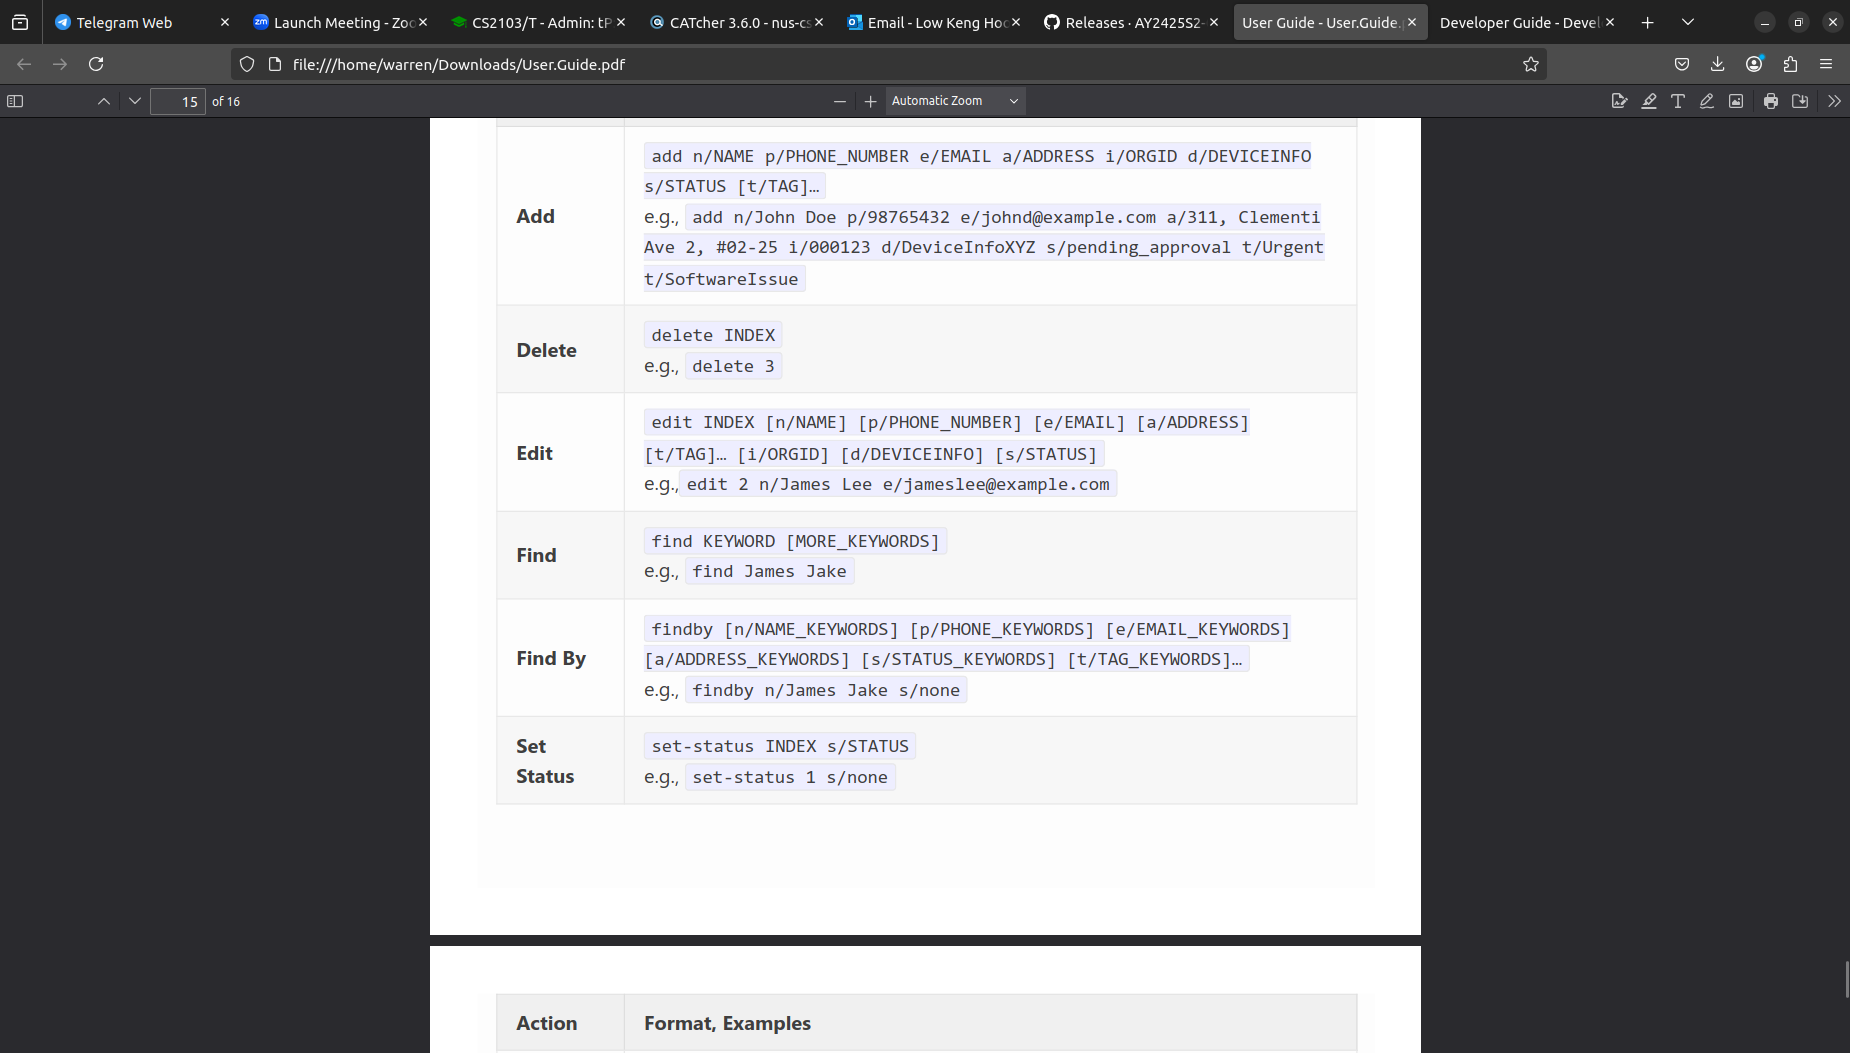 Telegram Web
Launch Meeting - Zoo
CS2103/T - Admin: tP
CATcher 3.6.0 - nus-cs
Email - Low Keng Hoc
Releases · AY2425S2-
User Guide - User.Guide.p
Developer Guide - Devel
file:///home/warren/Downloads/User.Guide.pdf
15 of 16
Automatic Zoom
Add
add n/NAME p/PHONE_NUMBER e/EMAIL a/ADDRESS i/ORGID d/DEVICEINFO
s/STATUS [t/TAG]…
e.g., add n/John Doe p/98765432 e/johnd@example.com a/311, Clementi
Ave 2, #02-25 i/000123 d/DeviceInfoXYZ s/pending_approval t/Urgent
t/SoftwareIssue
Delete
delete INDEX
e.g., delete 3
Edit
edit INDEX [n/NAME] [p/PHONE_NUMBER] [e/EMAIL] [a/ADDRESS]
[t/TAG]… [i/ORGID] [d/DEVICEINFO] [s/STATUS]
e.g., edit 2 n/James Lee e/jameslee@example.com
Find
find KEYWORD [MORE_KEYWORDS]
e.g., find James Jake
Find By
findby [n/NAME_KEYWORDS] [p/PHONE_KEYWORDS] [e/EMAIL_KEYWORDS]
[a/ADDRESS_KEYWORDS] [s/STATUS_KEYWORDS] [t/TAG_KEYWORDS]…
e.g., findby n/James Jake s/none
Set
Status
set-status INDEX s/STATUS
e.g., set-status 1 s/none
Action
Format, Examples